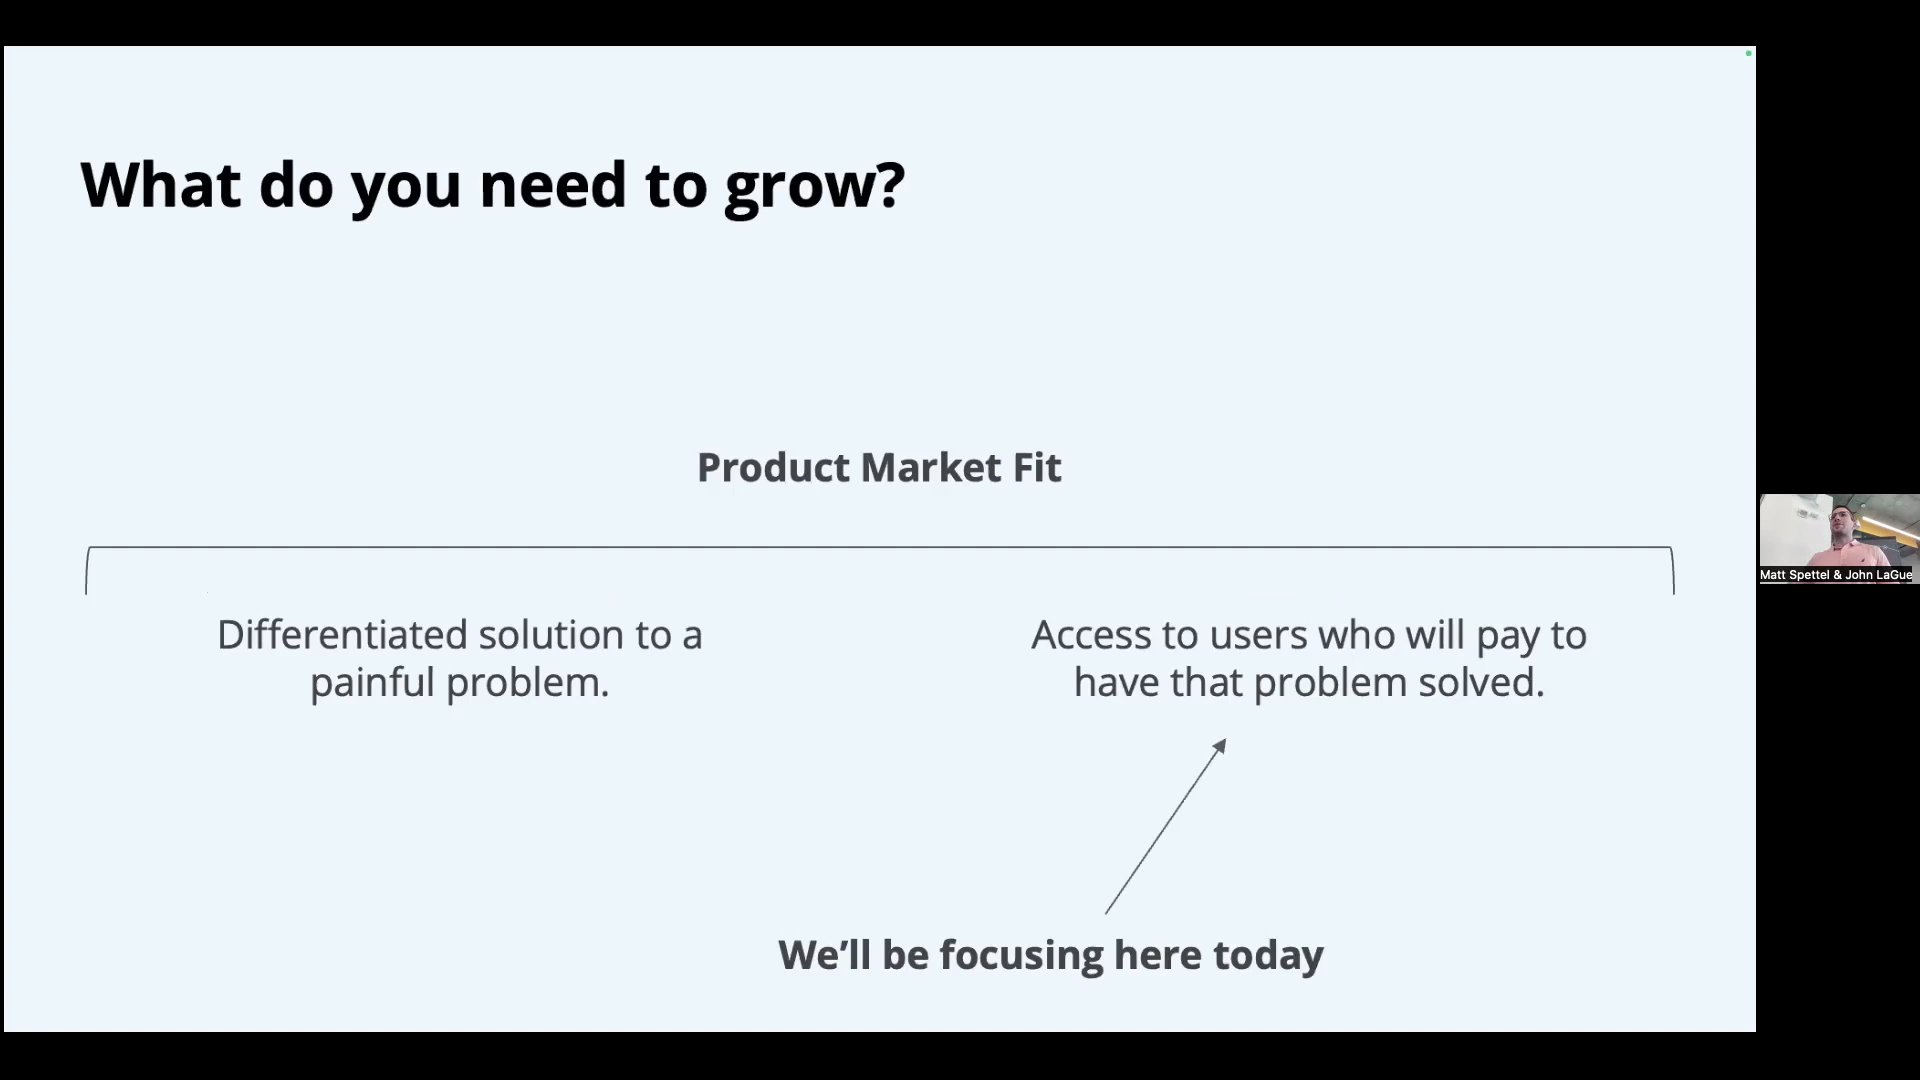 What do you need to grow?
Product Market Fit
Differentiated solution to a
painful problem.
Access to users who will pay to
have that problem solved.
We’ll be focusing here today
Matt Spettel & John LaGue